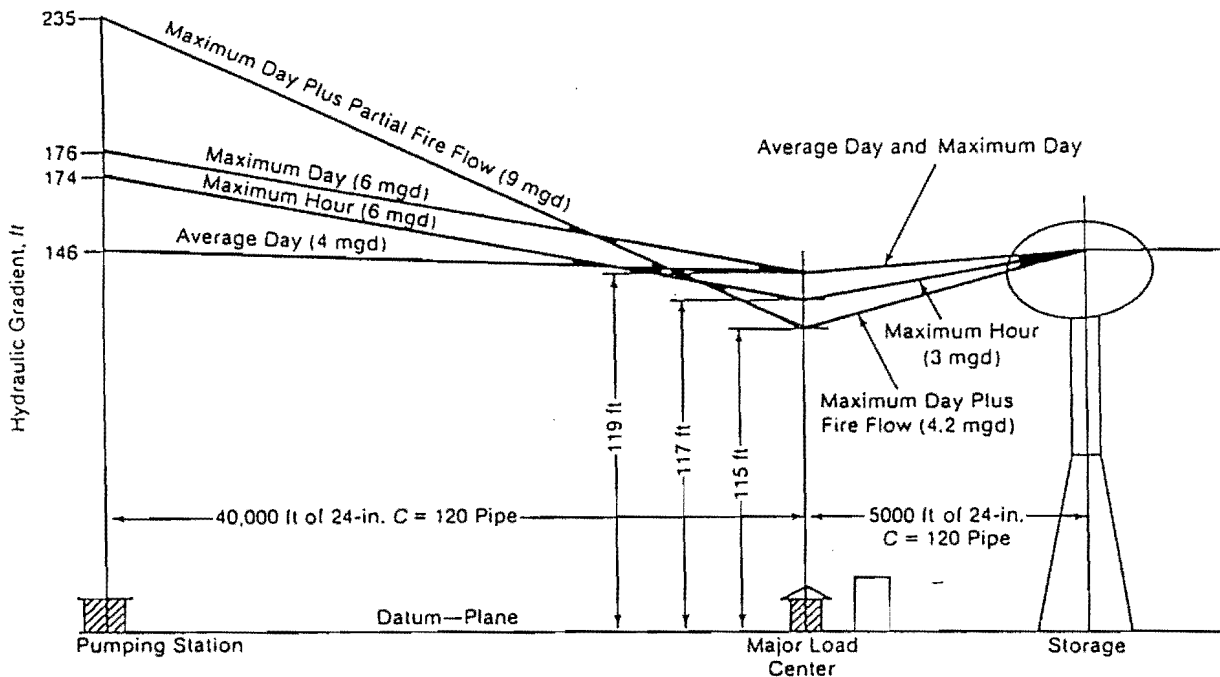 235
Maximum Day Plus Partial Fire Flow (9 mgd)
Average Day and Maximum Day
176
Maximum Day (6 mgd)
174
Maximum Hour (6 mgd)
Average Day (4 mgd)
146
Hydraulic Gradient, ft
Maximum Hour
(3 mgd)
Maximum Day Plus
Fire Flow (4.2 mgd)
119 ft
117 ft
115 ft
40,000 ft of 24-in. C = 120 Pipe
5000 ft of 24-in.
C = 120 Pipe
Datum—Plane
Pumping Station
Major Load
Center
Storage